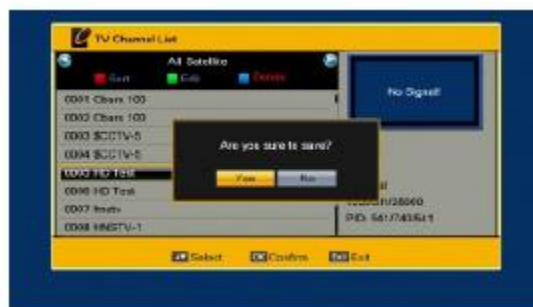 TV Channel List
All Satellite
Sort Edit Delete
No Signal!
0001 Cbars 100
0002 Cbars 100
0003 $CCTV-5
0004 $CCTV-5
0005 HD Test
0006 HD Test
0007
0008 HNSTV-1
Are you sure to save?
Yes No
PID:
Select OK Confirm Exit